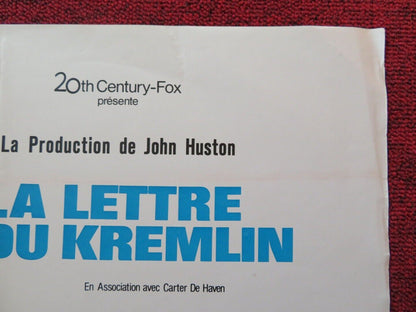 20th Century-Fox
présente
La Production de John Huston
LA LETTRE
DU KREMLIN
En Association avec Carter De Haven